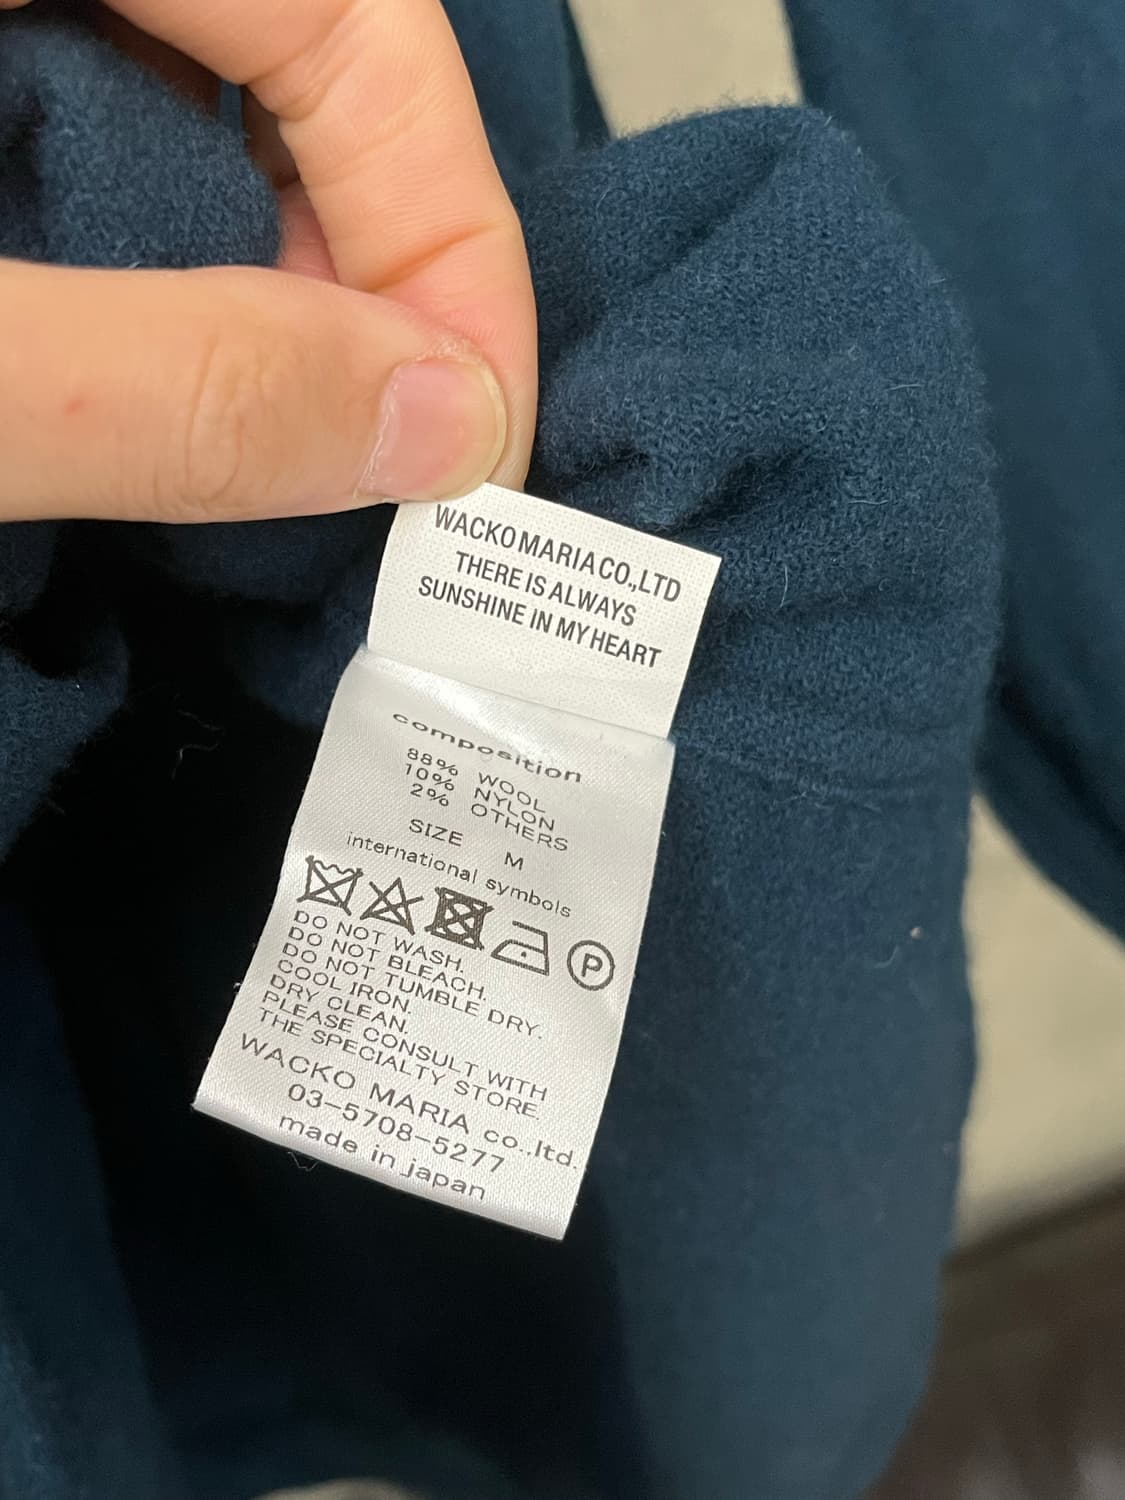 WACKO MARIA CO.,LTD
THERE IS ALWAYS
SUNSHINE IN MY HEART
composition
88% WOOL
10% NYLON
2% OTHERS
SIZE M
international symbols
P
DO NOT WASH.
DO NOT BLEACH.
DO NOT TUMBLE DRY.
COOL IRON.
DRY CLEAN.
PLEASE CONSULT WITH
THE SPECIALTY STORE.
WACKO MARIA co.,ltd.
03-5708-5277
made in japan